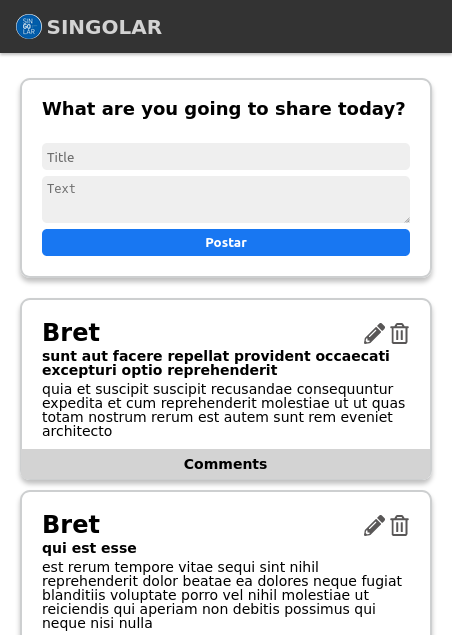 SIN
GO
LAR
SINGOLAR
What are you going to share today?
Title
Text
Postar
Bret
sunt aut facere repellat provident occaecati
excepturi optio reprehenderit
quia et suscipit suscipit recusandae consequuntur
expedita et cum reprehenderit molestiae ut ut quas
totam nostrum rerum est autem sunt rem eveniet
architecto
Comments
Bret
qui est esse
est rerum tempore vitae sequi sint nihil
reprehenderit dolor beatae ea dolores neque fugiat
blanditiis voluptate porro vel nihil molestiae ut
reiciendis qui aperiam non debitis possimus qui
neque nisi nulla